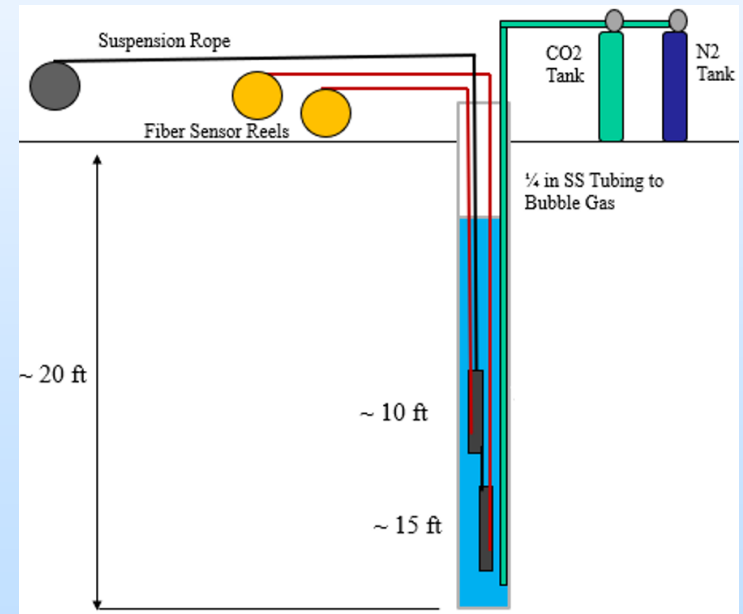 Suspension Rope
CO2
Tank
N2
Tank
Fiber Sensor Reels
¼ in SS Tubing to
Bubble Gas
~ 20 ft
~ 10 ft
~ 15 ft